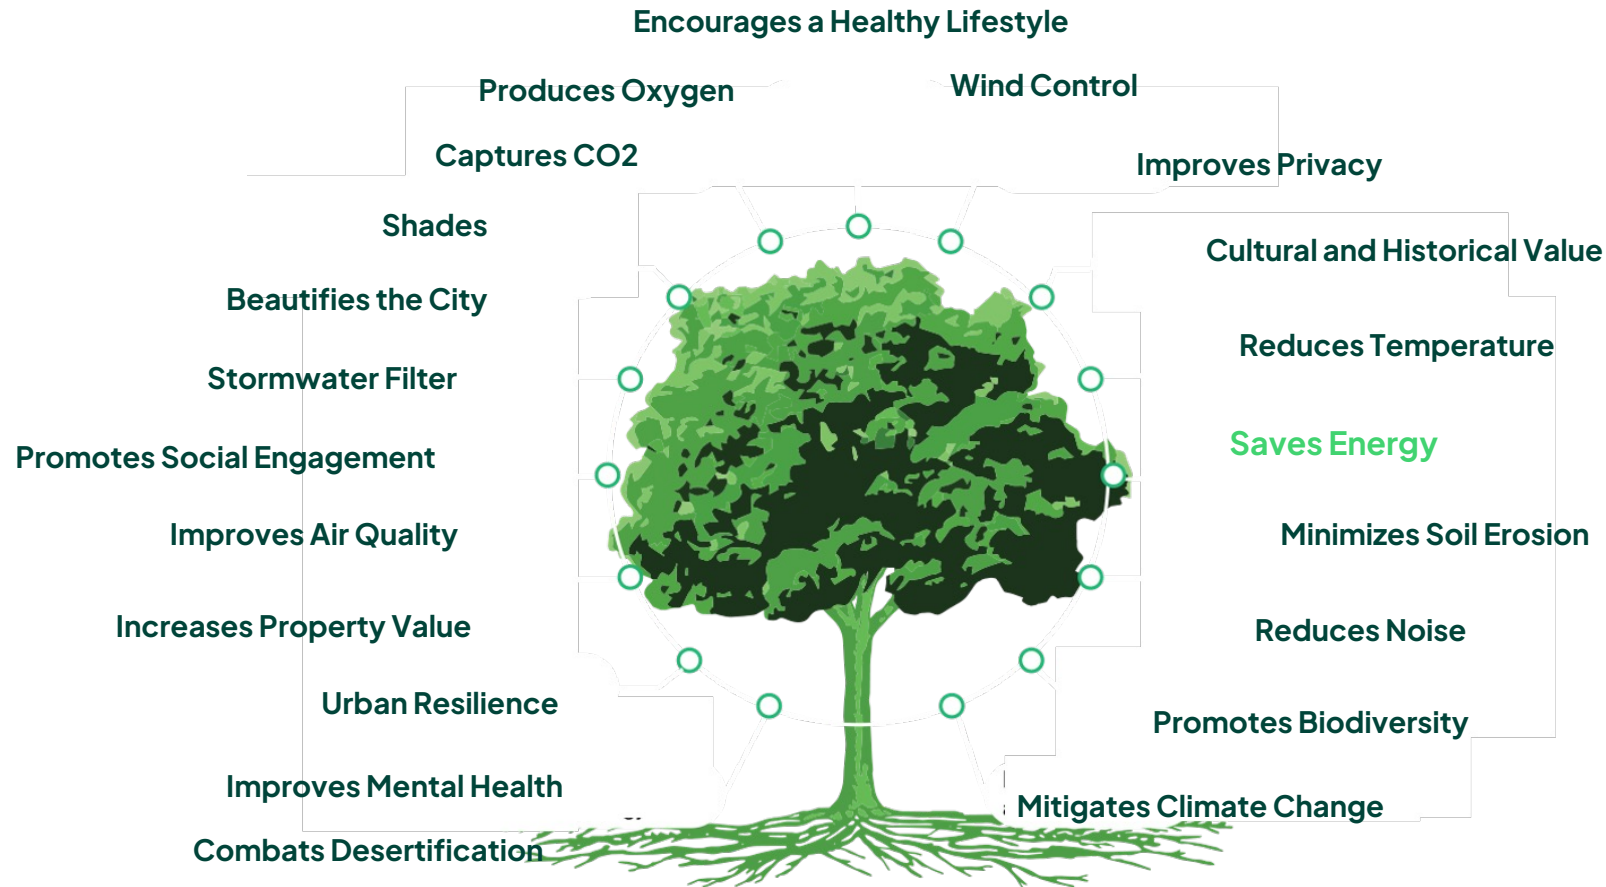 Encourages a Healthy Lifestyle
Produces Oxygen
Wind Control
Captures CO2
Improves Privacy
Shades
Cultural and Historical Value
Beautifies the City
Reduces Temperature
Stormwater Filter
Saves Energy
Promotes Social Engagement
Improves Air Quality
Minimizes Soil Erosion
Increases Property Value
Reduces Noise
Urban Resilience
Promotes Biodiversity
Improves Mental Health
Mitigates Climate Change
Combats Desertification